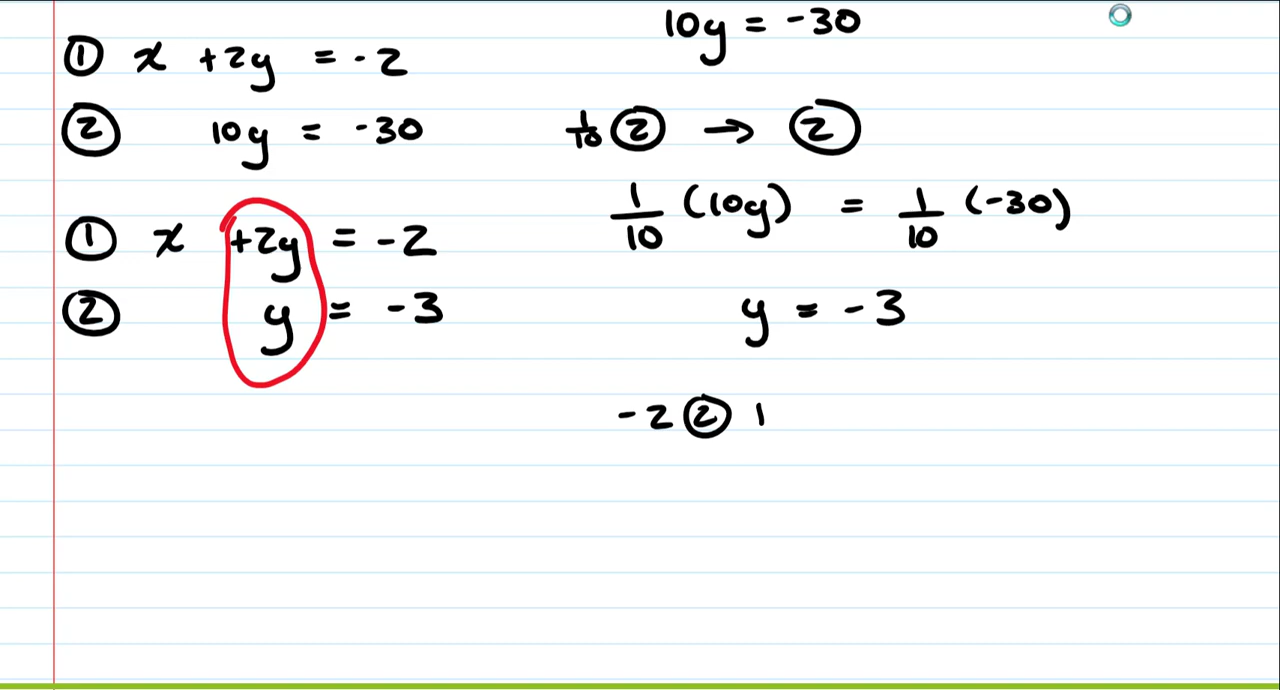 ① x +2y = -2
② 10y = -30
① x +2y = -2
② y = -3
10y = -30
1/10 ② → ②
1/10 (10y) = 1/10 (-30)
y = -3
-2 ② 1